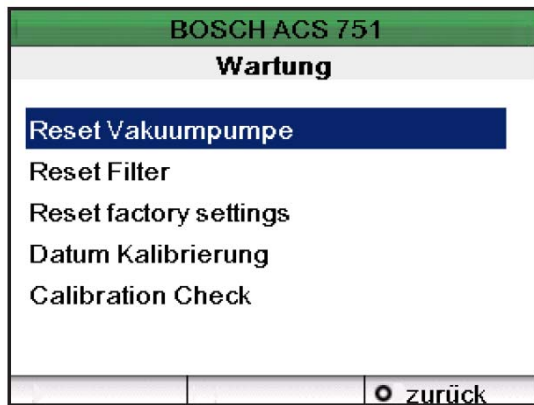 BOSCH ACS 751
Wartung
Reset Vakuumpumpe
Reset Filter
Reset factory settings
Datum Kalibrierung
Calibration Check
zurück